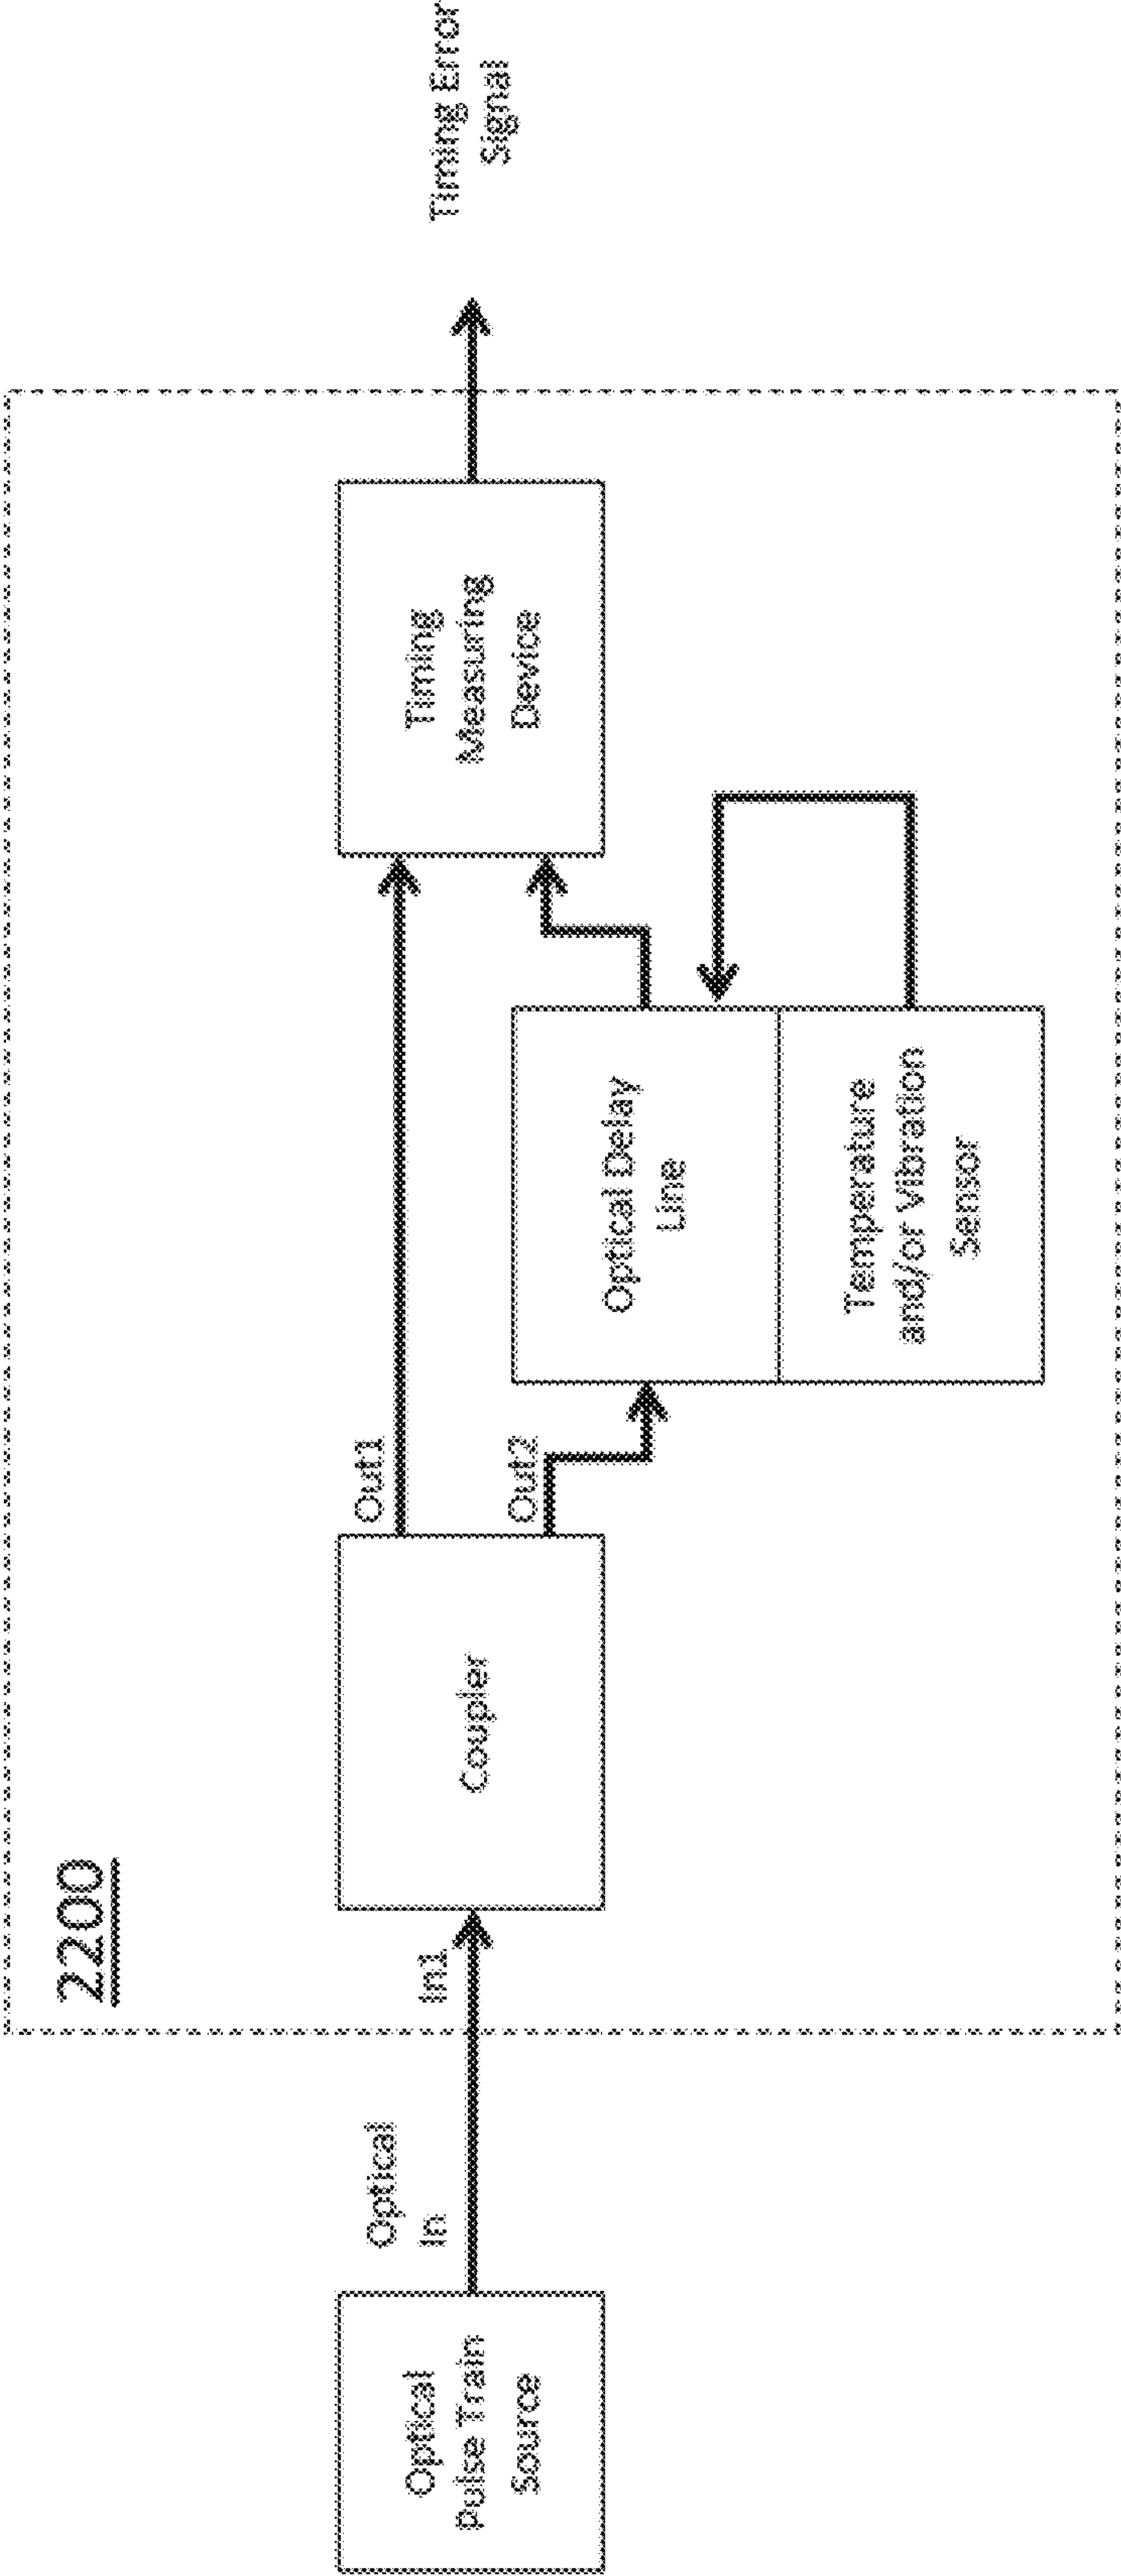 2200
Optical
Pulse Train
Source
Optical
In
In1
Coupler
Out1
Out2
Optical Delay
Line
Temperature
and/or Vibration
Sensor
Timing
Measuring
Device
Timing Error
Signal